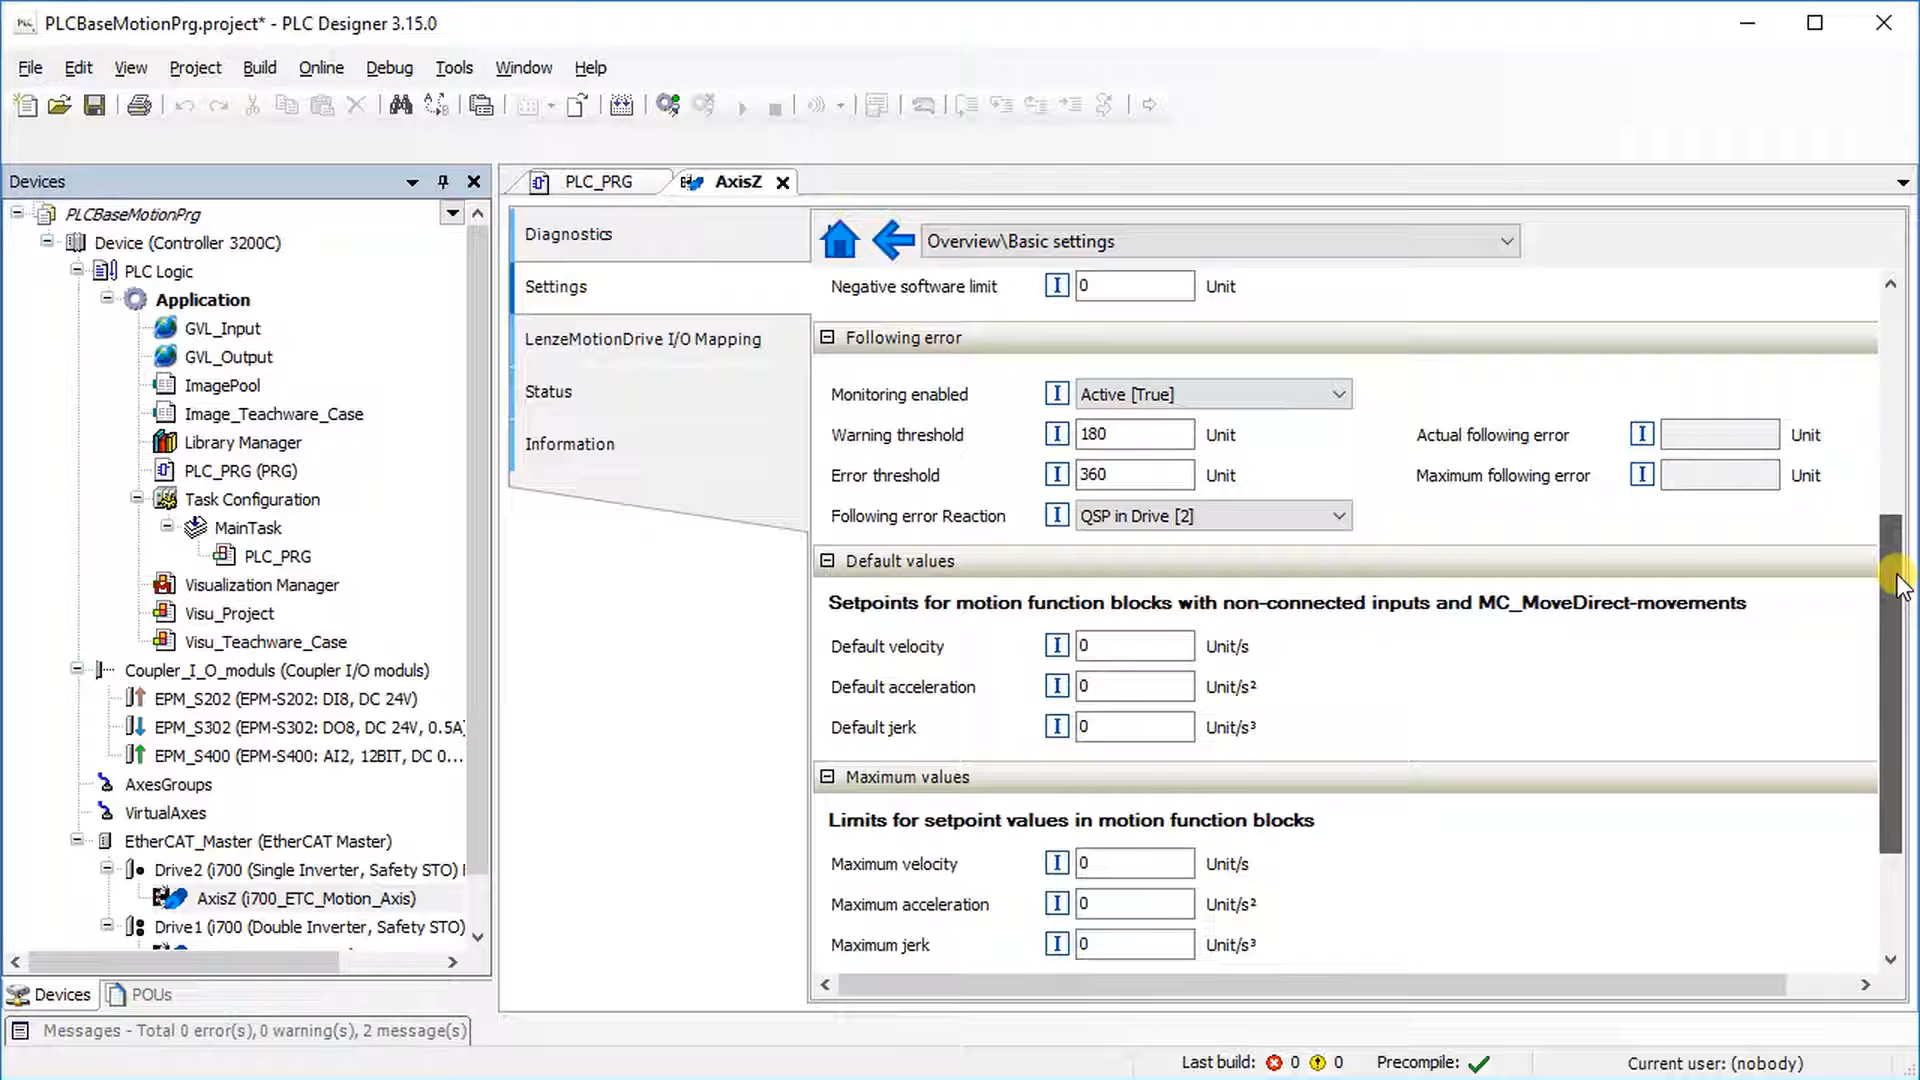 PLCBaseMotionPrg.project* - PLC Designer 3.15.0
File Edit View Project Build Online Debug Tools Window Help
Devices
PLCBaseMotionPrg
Device (Controller 3200C)
PLC Logic
Application
GVL_Input
GVL_Output
ImagePool
Image_Teachware_Case
Library Manager
PLC_PRG (PRG)
Task Configuration
MainTask
PLC_PRG
Visualization Manager
Visu_Project
Visu_Teachware_Case
Coupler_I_O_moduls (Coupler I/O moduls)
EPM_S202 (EPM-S202: DI8, DC 24V)
EPM_S302 (EPM-S302: DO8, DC 24V, 0.5A)
EPM_S400 (EPM-S400: AI2, 12BIT, DC 0...
AxesGroups
VirtualAxes
EtherCAT_Master (EtherCAT Master)
Drive2 (i700 (Single Inverter, Safety STO)
AxisZ (i700_ETC_Motion_Axis)
Drive1 (i700 (Double Inverter, Safety STO)
Devices POUs
Messages - Total 0 error(s), 0 warning(s), 2 message(s)
PLC_PRG AxisZ
Diagnostics
Settings
LenzeMotionDrive I/O Mapping
Status
Information
Overview\Basic settings
Negative software limit 0 Unit
Following error
Monitoring enabled Active [True]
Warning threshold 180 Unit Actual following error Unit
Error threshold 360 Unit Maximum following error Unit
Following error Reaction QSP in Drive [2]
Default values
Setpoints for motion function blocks with non-connected inputs and MC_MoveDirect-movements
Default velocity 0 Unit/s
Default acceleration 0 Unit/s²
Default jerk 0 Unit/s³
Maximum values
Limits for setpoint values in motion function blocks
Maximum velocity 0 Unit/s
Maximum acceleration 0 Unit/s²
Maximum jerk 0 Unit/s³
Last build: 0 0 Precompile: Current user: (nobody)